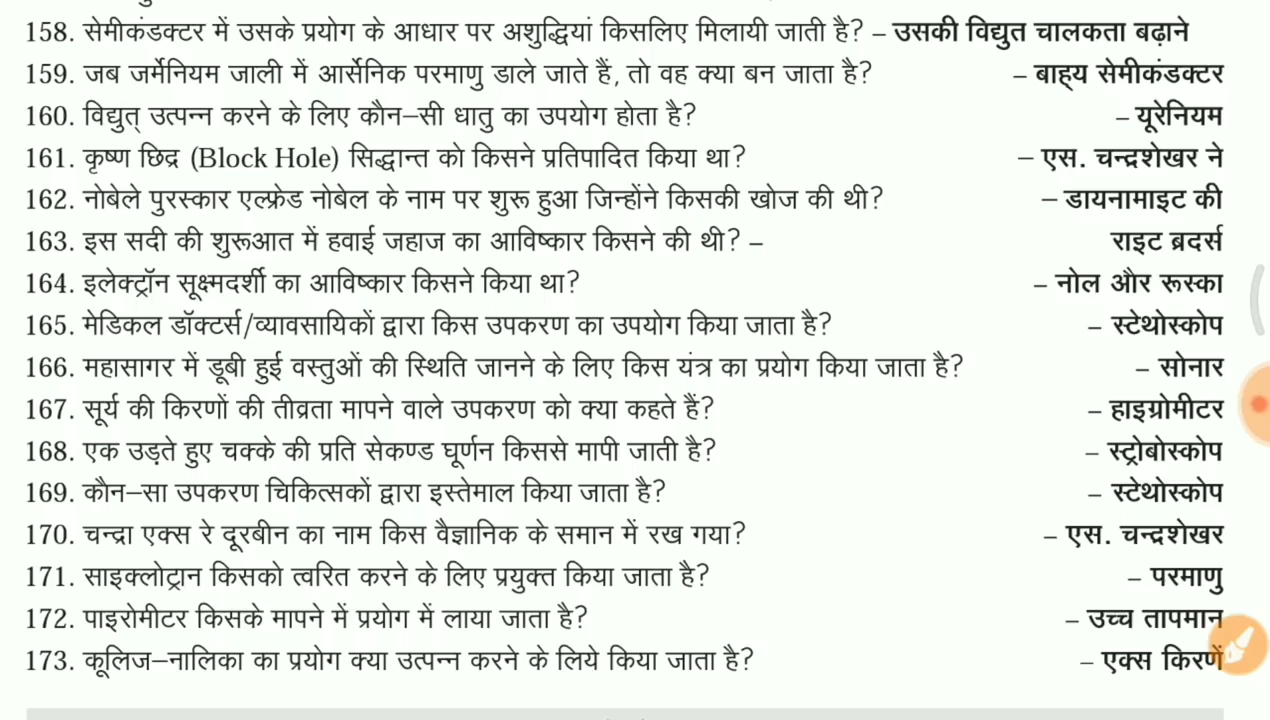 158. सेमीकंडक्टर में उसके प्रयोग के आधार पर अशुद्धियां किसलिए मिलायी जाती है? – उसकी विद्युत चालकता बढ़ाने
159. जब जर्मेनियम जाली में आर्सेनिक परमाणु डाले जाते हैं, तो वह क्या बन जाता है? – बाह्य सेमीकंडक्टर
160. विद्युत् उत्पन्न करने के लिए कौन–सी धातु का उपयोग होता है? – यूरेनियम
161. कृष्ण छिद्र (Block Hole) सिद्धान्त को किसने प्रतिपादित किया था? – एस. चन्द्रशेखर ने
162. नोबेले पुरस्कार एल्फ्रेड नोबेल के नाम पर शुरू हुआ जिन्होंने किसकी खोज की थी? – डायनामाइट की
163. इस सदी की शुरूआत में हवाई जहाज का आविष्कार किसने की थी? – राइट ब्रदर्स
164. इलेक्ट्रॉन सूक्ष्मदर्शी का आविष्कार किसने किया था? – नोल और रूस्का
165. मेडिकल डॉक्टर्स/व्यावसायिकों द्वारा किस उपकरण का उपयोग किया जाता है? – स्टेथोस्कोप
166. महासागर में डूबी हुई वस्तुओं की स्थिति जानने के लिए किस यंत्र का प्रयोग किया जाता है? – सोनार
167. सूर्य की किरणों की तीव्रता मापने वाले उपकरण को क्या कहते हैं? – हाइग्रोमीटर
168. एक उड़ते हुए चक्के की प्रति सेकण्ड घूर्णन किससे मापी जाती है? – स्ट्रोबोस्कोप
169. कौन–सा उपकरण चिकित्सकों द्वारा इस्तेमाल किया जाता है? – स्टेथोस्कोप
170. चन्द्रा एक्स रे दूरबीन का नाम किस वैज्ञानिक के समान में रख गया? – एस. चन्द्रशेखर
171. साइक्लोट्रान किसको त्वरित करने के लिए प्रयुक्त किया जाता है? – परमाणु
172. पाइरोमीटर किसके मापने में प्रयोग में लाया जाता है? – उच्च तापमान
173. कूलिज–नालिका का प्रयोग क्या उत्पन्न करने के लिये किया जाता है? – एक्स किरणें